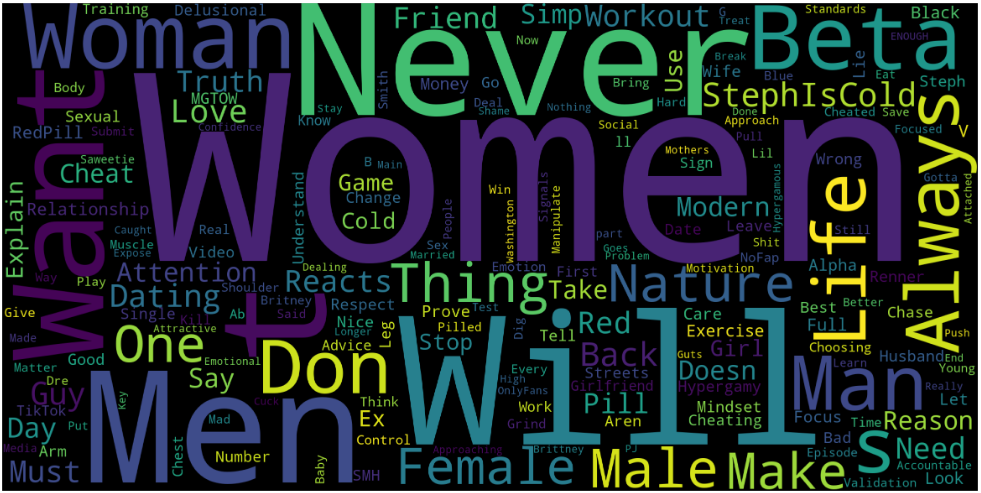 Woman
Training
Delusional
Never
Friend
Simp
Workout
Standards
G
Treat
Black
ENOUGH
Beta
Want
Body
Sexual
RedPill
Submit
MGTOW
Truth
Love
Smith
Stay
Know
Confidence
Money
Go
Now
Bring
Deal
Shame
Nothing
Use
Wife
Break
Blue
Hard
Lie
Eat
Steph
StephIsCold
Done
Cheated
Save
Focused
V
Always
Women
Saweetie
Cheat
Relationship
Explain
Caught
Real
Muscle
Expose
Video
Way
Play
Understand
B
Main
Game
Change
Cold
People
Sex
Married
Social
ll
Approach
Pull
Mothers
Lil
Sign
Win
Washington
Signals
Manipulate
Modern
Date
Leave
Shit
Hypergamous
Wrong
Gotta
Still
Attached
Life
part
Goes
Problem
NoFap
Motivation
Alpha
Renner
Attention
Shoulder
Dealing
Emotion
First
Reacts
Thing
Take
Nature
Best
Better
Full
Chase
Dating
Britney
Respect
Said
Test
Give
Single
Kill
Ab
Made
Attractive
t
Nice
Longer
Prove
Pilled
Dig
Tell
Red
Care
Exercise
Girl
Choosing
Husband
Push
End
Young
One
Good
Matter
Emotional
Don
Advice
Leg
Stop
Guts
Back
Streets
Doesn
Man
Learn
Really
Let
Guy
Dre
Say
Every
High
OnlyFans
Girlfriend
Hypergamy
Pill
Mindset
Cheating
Focus
Time
Reason
TikTok
Put
Key
Men
Cuck
Mad
Think
Ex
Will
Work
Grind
Aren
Day
Media
Arm
Chest
Number
Control
Bad
Episode
Accountable
s
Need
Must
Baby
SMH
Approaching
Female
Brittney
PJ
Male
Make
Validation
Look